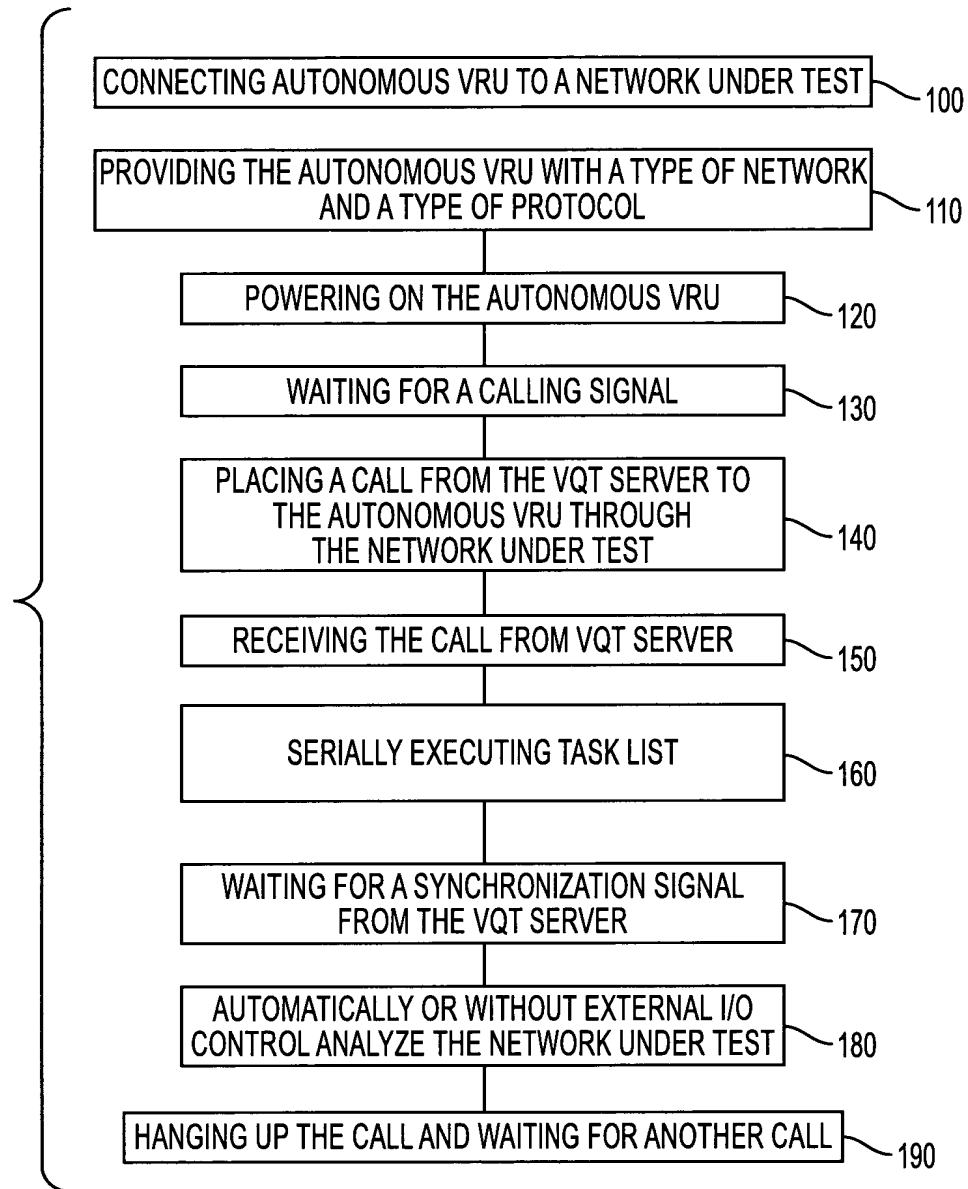 CONNECTING AUTONOMOUS VRU TO A NETWORK UNDER TEST
100
PROVIDING THE AUTONOMOUS VRU WITH A TYPE OF NETWORK
AND A TYPE OF PROTOCOL
110
POWERING ON THE AUTONOMOUS VRU
120
WAITING FOR A CALLING SIGNAL
130
PLACING A CALL FROM THE VQT SERVER TO
THE AUTONOMOUS VRU THROUGH
THE NETWORK UNDER TEST
140
RECEIVING THE CALL FROM VQT SERVER
150
SERIALLY EXECUTING TASK LIST
160
WAITING FOR A SYNCHRONIZATION SIGNAL
FROM THE VQT SERVER
170
AUTOMATICALLY OR WITHOUT EXTERNAL I/O
CONTROL ANALYZE THE NETWORK UNDER TEST
180
HANGING UP THE CALL AND WAITING FOR ANOTHER CALL
190